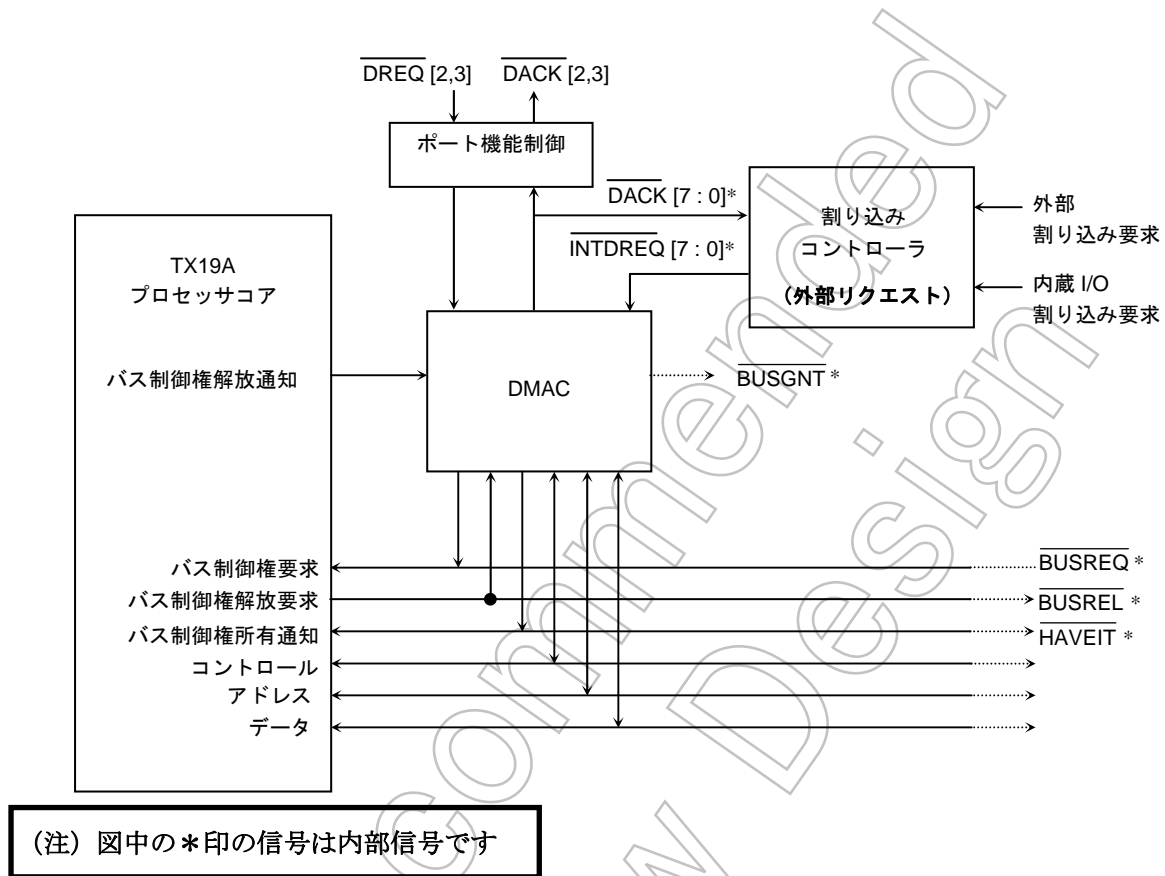 DREQ [2,3] DACK [2,3]
ポート機能制御
DACK [7 : 0]*
INTDREQ [7 : 0]*
割り込み
コントローラ
(外部リクエスト)
外部
割り込み要求
内蔵 I/O
割り込み要求
TX19A
プロセッサコア
バス制御権解放通知
DMAC
BUSGNT *
バス制御権要求
BUSREQ *
バス制御権解放要求
BUSREL *
バス制御権所有通知
HAVEIT *
コントロール
アドレス
データ
(注) 図中の＊印の信号は内部信号です
commended
w Design